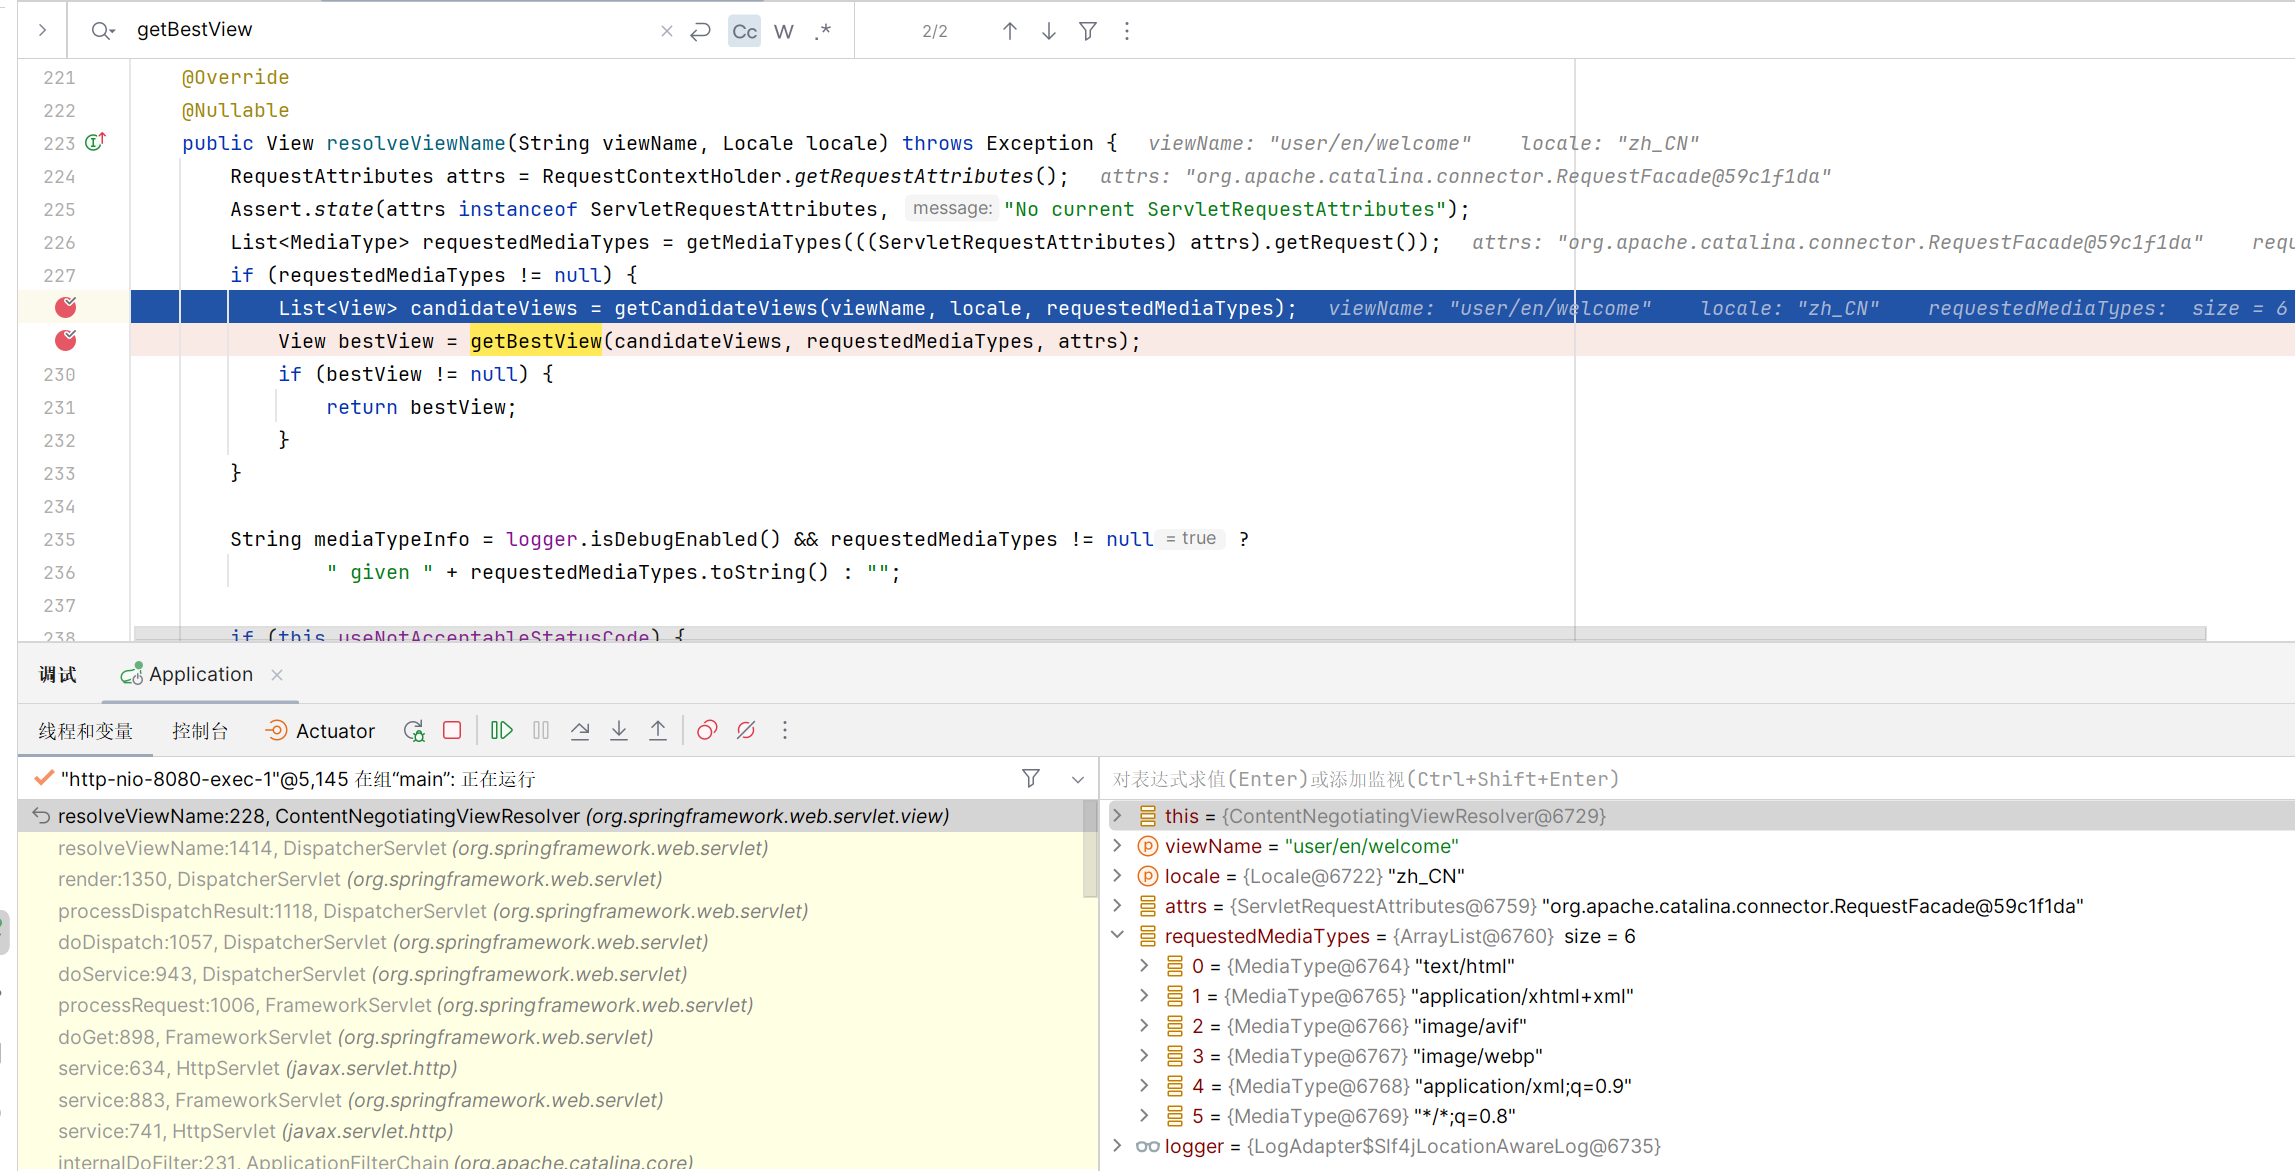 getBestView
Cc W .* 2/2
221 @Override
222 @Nullable
223 public View resolveViewName(String viewName, Locale locale) throws Exception { viewName: "user/en/welcome" locale: "zh_CN"
224 RequestAttributes attrs = RequestContextHolder.getRequestAttributes(); attrs: "org.apache.catalina.connector.RequestFacade@59c1f1da"
225 Assert.state(attrs instanceof ServletRequestAttributes, message: "No current ServletRequestAttributes");
226 List<MediaType> requestedMediaTypes = getMediaTypes(((ServletRequestAttributes) attrs).getRequest()); attrs: "org.apache.catalina.connector.RequestFacade@59c1f1da" requ
227 if (requestedMediaTypes != null) {
List<View> candidateViews = getCandidateViews(viewName, locale, requestedMediaTypes); viewName: "user/en/welcome" locale: "zh_CN" requestedMediaTypes: size = 6
View bestView = getBestView(candidateViews, requestedMediaTypes, attrs);
230 if (bestView != null) {
231 return bestView;
232 }
233 }
234
235 String mediaTypeInfo = logger.isDebugEnabled() && requestedMediaTypes != null = true ?
236 " given " + requestedMediaTypes.toString() : "";
237
238 if (this.useNotAcceptableStatusCode) {
调试 Application
线程和变量 控制台 Actuator
"http-nio-8080-exec-1"@5,145 在组“main”: 正在运行
resolveViewName:228, ContentNegotiatingViewResolver (org.springframework.web.servlet.view)
resolveViewName:1414, DispatcherServlet (org.springframework.web.servlet)
render:1350, DispatcherServlet (org.springframework.web.servlet)
processDispatchResult:1118, DispatcherServlet (org.springframework.web.servlet)
doDispatch:1057, DispatcherServlet (org.springframework.web.servlet)
doService:943, DispatcherServlet (org.springframework.web.servlet)
processRequest:1006, FrameworkServlet (org.springframework.web.servlet)
doGet:898, FrameworkServlet (org.springframework.web.servlet)
service:634, HttpServlet (javax.servlet.http)
service:883, FrameworkServlet (org.springframework.web.servlet)
service:741, HttpServlet (javax.servlet.http)
internalDoFilter:231, ApplicationFilterChain (org.apache.catalina.core)
对表达式求值(Enter)或添加监视(Ctrl+Shift+Enter)
this = {ContentNegotiatingViewResolver@6729}
viewName = "user/en/welcome"
locale = {Locale@6722} "zh_CN"
attrs = {ServletRequestAttributes@6759} "org.apache.catalina.connector.RequestFacade@59c1f1da"
requestedMediaTypes = {ArrayList@6760} size = 6
0 = {MediaType@6764} "text/html"
1 = {MediaType@6765} "application/xhtml+xml"
2 = {MediaType@6766} "image/avif"
3 = {MediaType@6767} "image/webp"
4 = {MediaType@6768} "application/xml;q=0.9"
5 = {MediaType@6769} "*/*;q=0.8"
logger = {LogAdapter$Slf4jLocationAwareLog@6735}